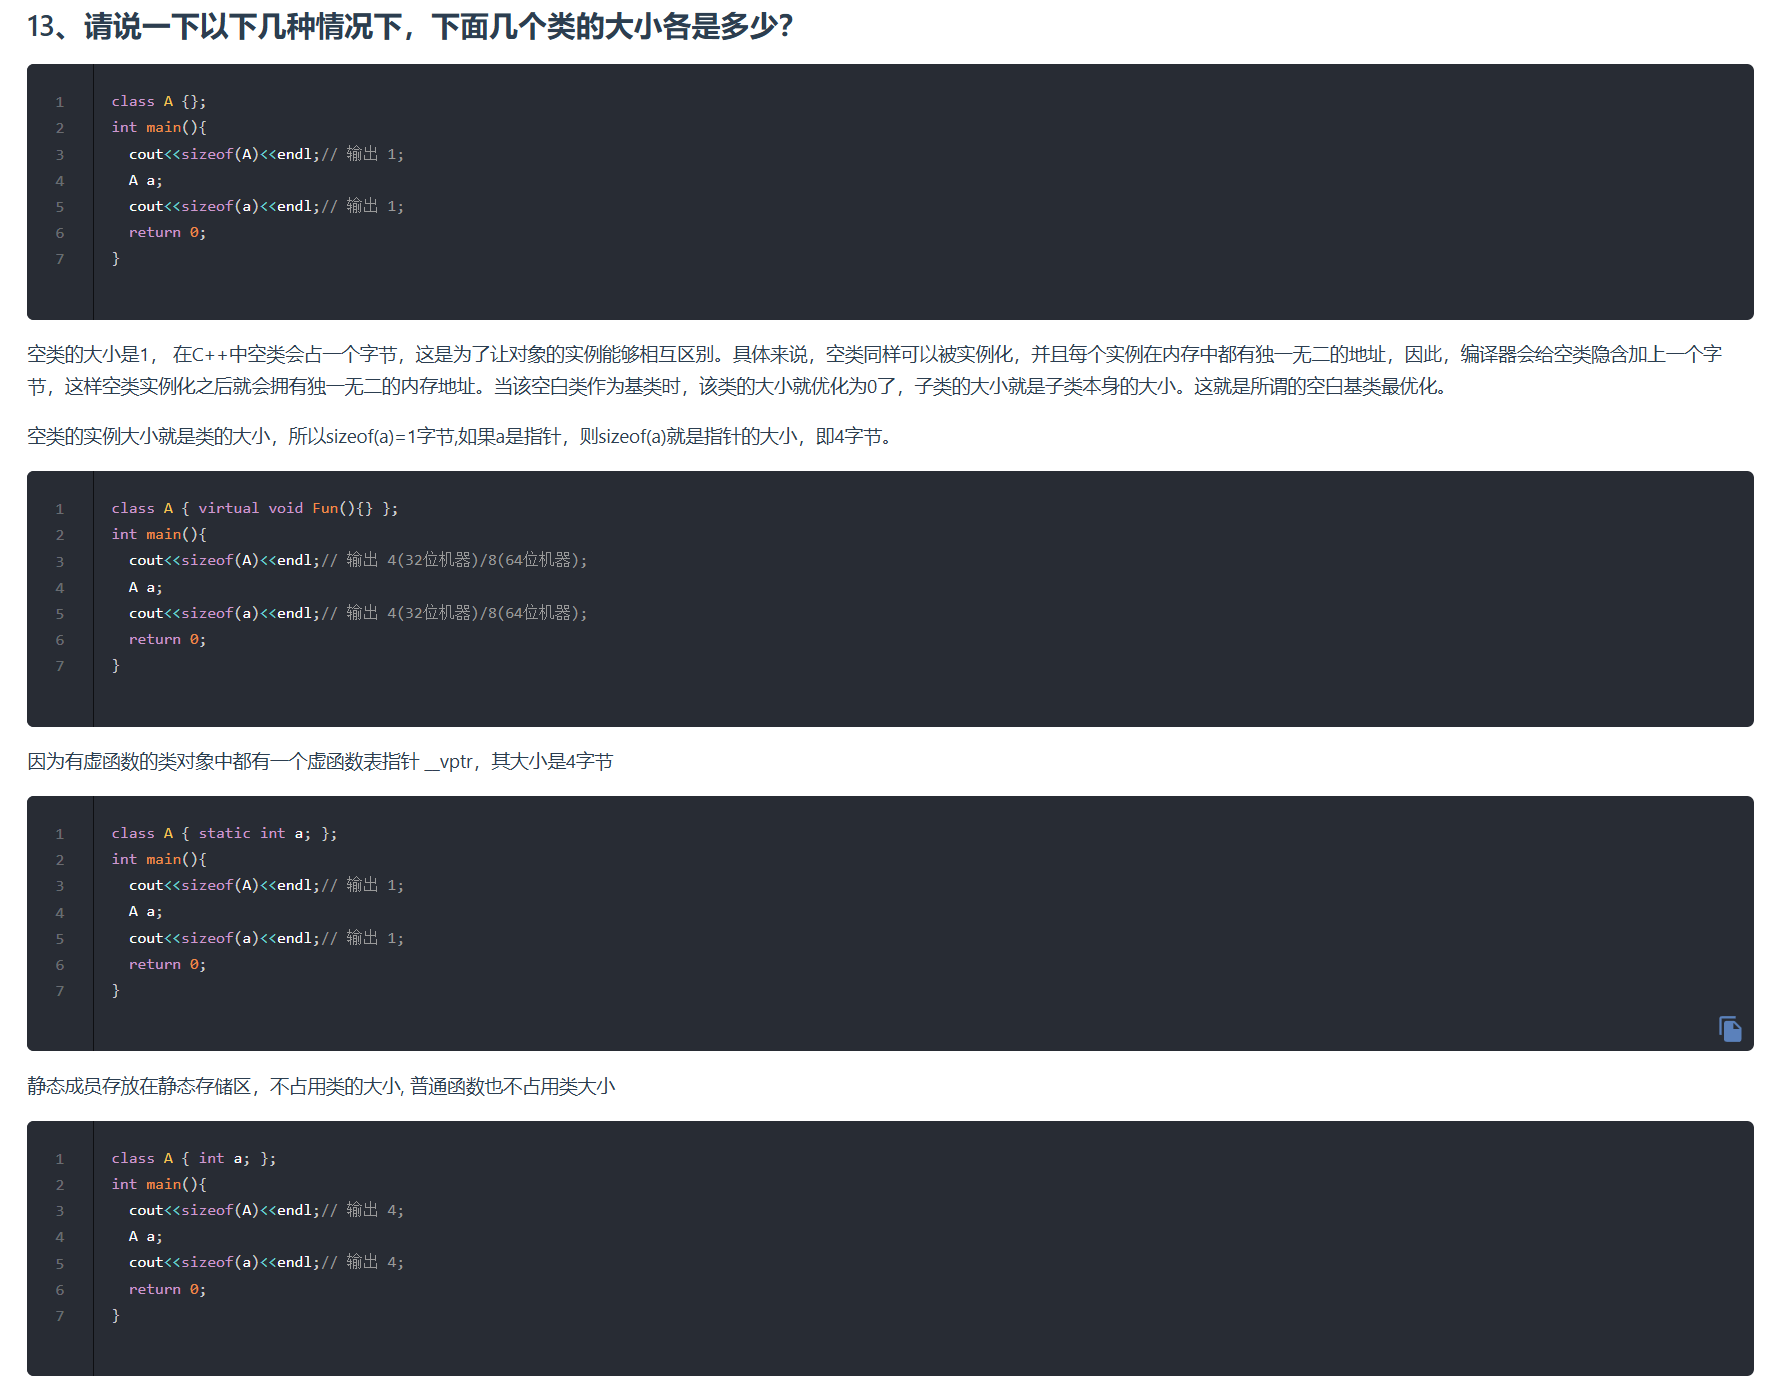 13、请说一下以下几种情况下，下面几个类的大小各是多少？
1 class A {};
2 int main(){
3   cout<<sizeof(A)<<endl;// 输出 1;
4   A a;
5   cout<<sizeof(a)<<endl;// 输出 1;
6   return 0;
7 }
空类的大小是1， 在C++中空类会占一个字节，这是为了让对象的实例能够相互区别。具体来说，空类同样可以被实例化，并且每个实例在内存中都有独一无二的地址，因此，编译器会给空类隐含加上一个字
节，这样空类实例化之后就会拥有独一无二的内存地址。当该空白类作为基类时，该类的大小就优化为0了，子类的大小就是子类本身的大小。这就是所谓的空白基类最优化。
空类的实例大小就是类的大小，所以sizeof(a)=1字节,如果a是指针，则sizeof(a)就是指针的大小，即4字节。
1 class A { virtual void Fun(){} };
2 int main(){
3   cout<<sizeof(A)<<endl;// 输出 4(32位机器)/8(64位机器);
4   A a;
5   cout<<sizeof(a)<<endl;// 输出 4(32位机器)/8(64位机器);
6   return 0;
7 }
因为有虚函数的类对象中都有一个虚函数表指针 __vptr，其大小是4字节
1 class A { static int a; };
2 int main(){
3   cout<<sizeof(A)<<endl;// 输出 1;
4   A a;
5   cout<<sizeof(a)<<endl;// 输出 1;
6   return 0;
7 }
静态成员存放在静态存储区，不占用类的大小, 普通函数也不占用类大小
1 class A { int a; };
2 int main(){
3   cout<<sizeof(A)<<endl;// 输出 4;
4   A a;
5   cout<<sizeof(a)<<endl;// 输出 4;
6   return 0;
7 }